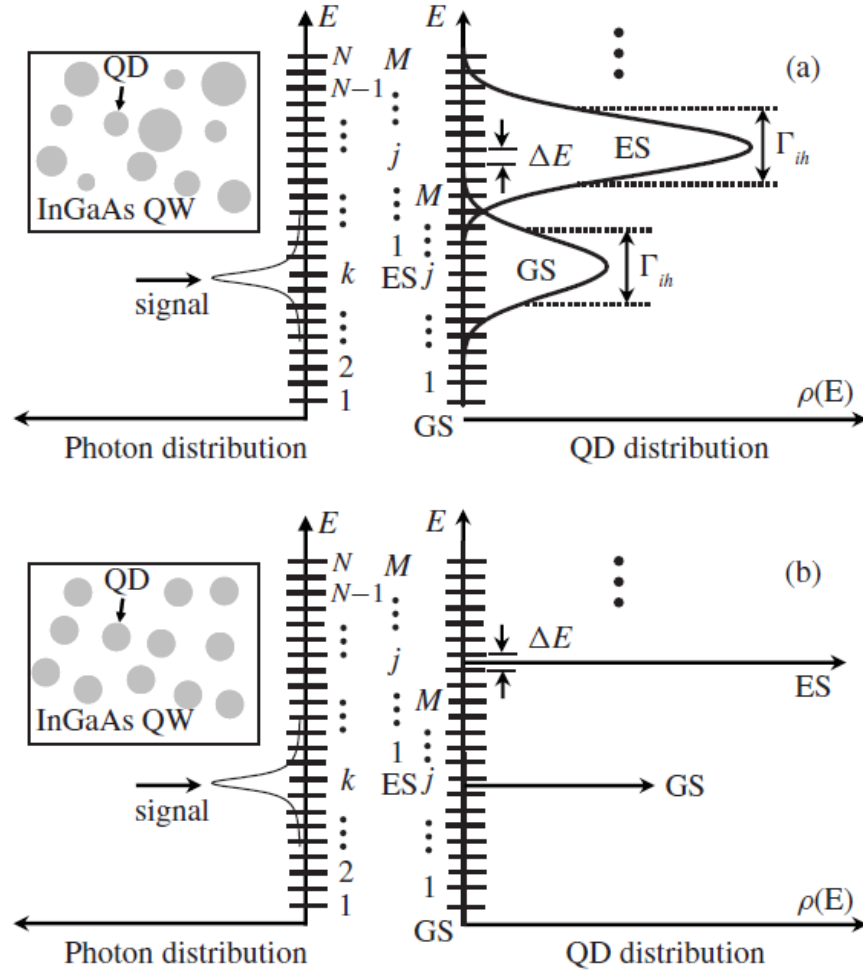 E
E
(a)
QD
N
M
N−1
InGaAs QW
j
ΔE
ES
Γih
M
1
signal
k
ES
j
GS
Γih
2
1
1
GS
ρ(E)
Photon distribution
QD distribution
E
E
(b)
QD
N
M
N−1
InGaAs QW
j
ΔE
ES
M
1
signal
k
ES
j
GS
2
1
1
GS
ρ(E)
Photon distribution
QD distribution